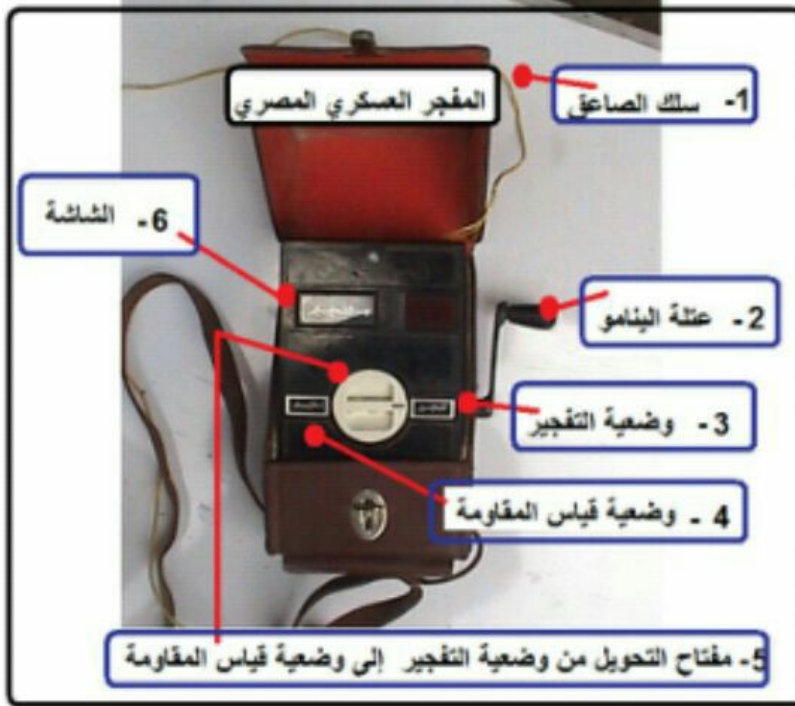 المفجر العسكري المصري
1- سلك الصاعق
6- الشاشة
2- عتلة الينامو
3- وضعية التفجير
4- وضعية قياس المقاومة
5- مفتاح التحويل من وضعية التفجير إلى وضعية قياس المقاومة